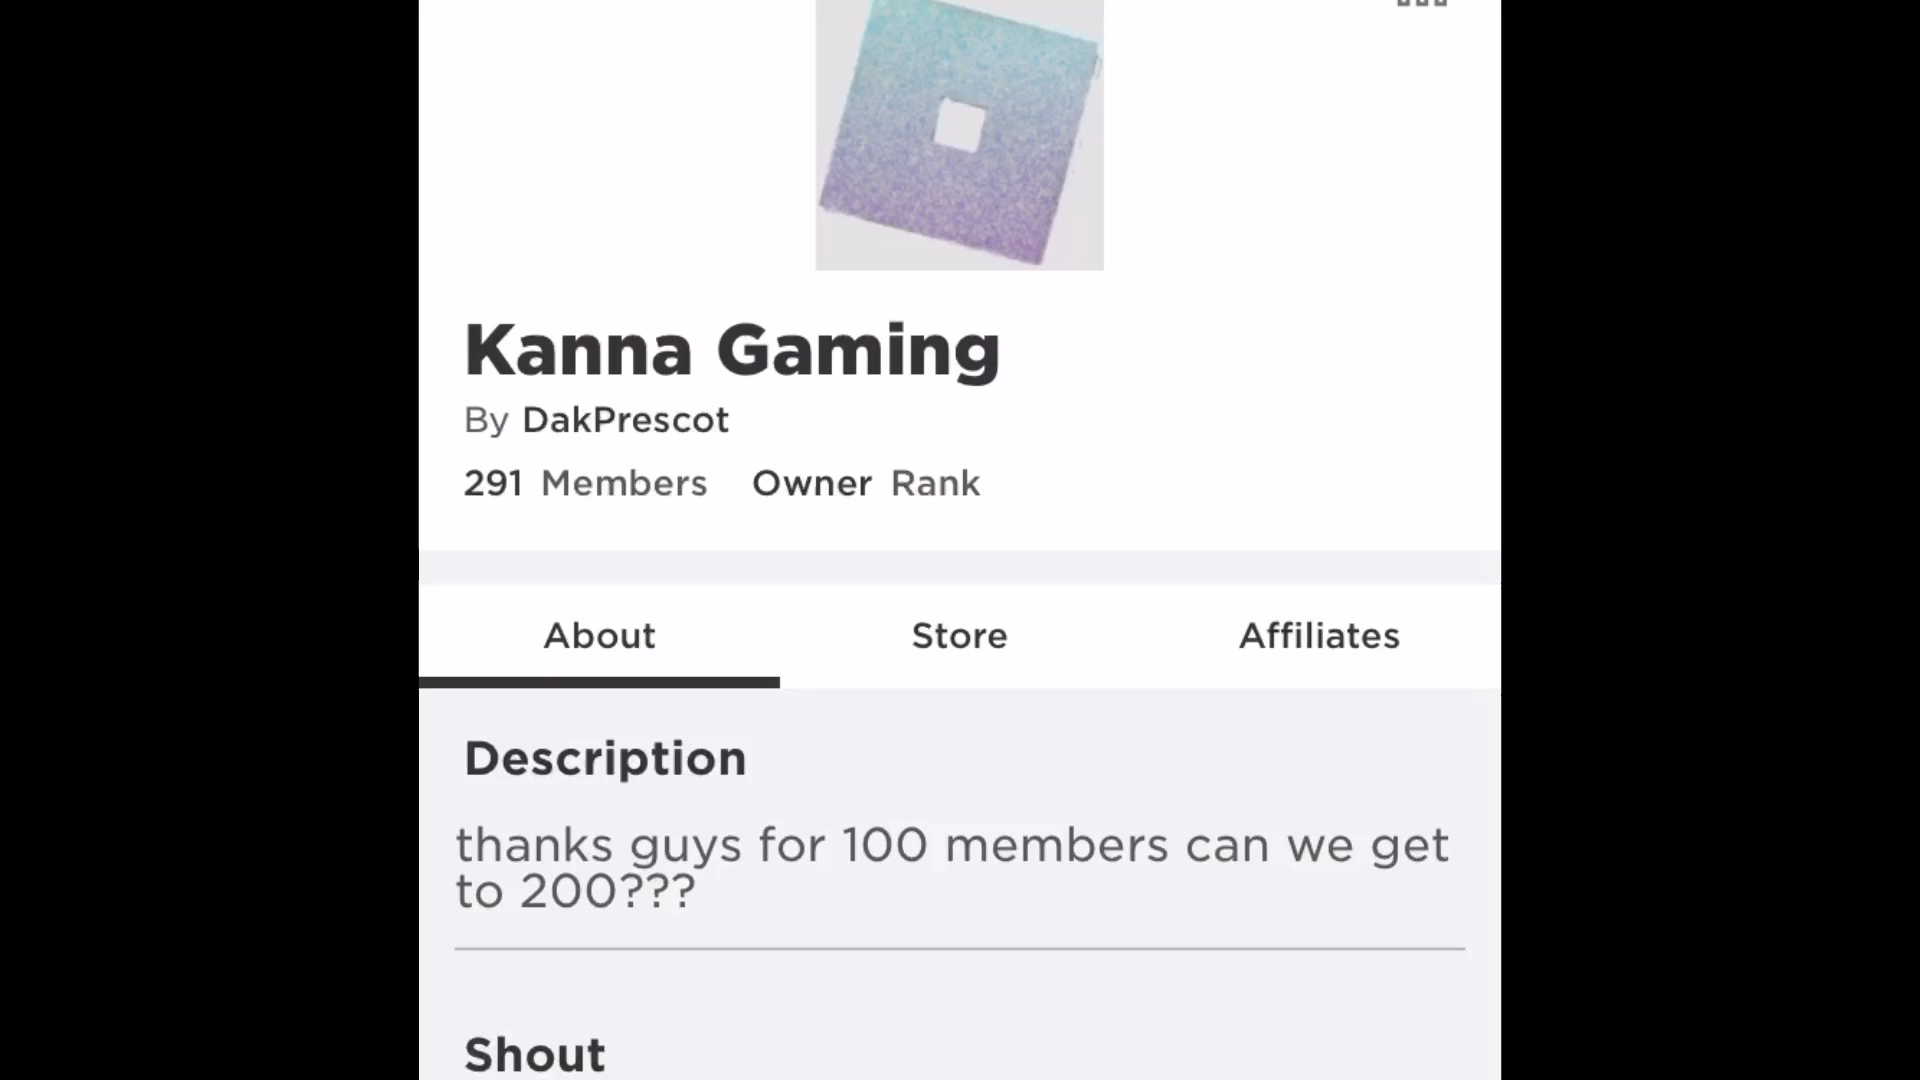 Kanna Gaming
By DakPrescot
291 Members Owner Rank
About Store Affiliates
Description
thanks guys for 100 members can we get
to 200???
Shout